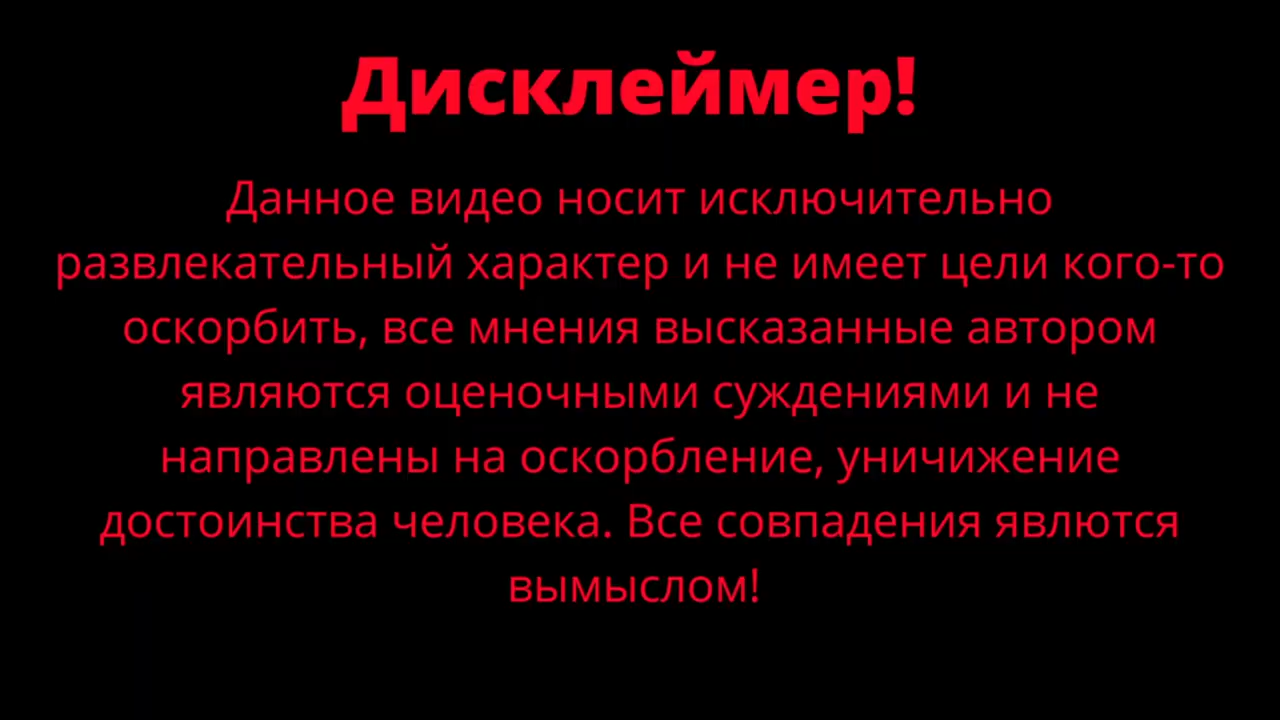 Дисклеймер!
Данное видео носит исключительно
развлекательный характер и не имеет цели кого-то
оскорбить, все мнения высказанные автором
являются оценочными суждениями и не
направлены на оскорбление, уничижение
достоинства человека. Все совпадения явлются
вымыслом!